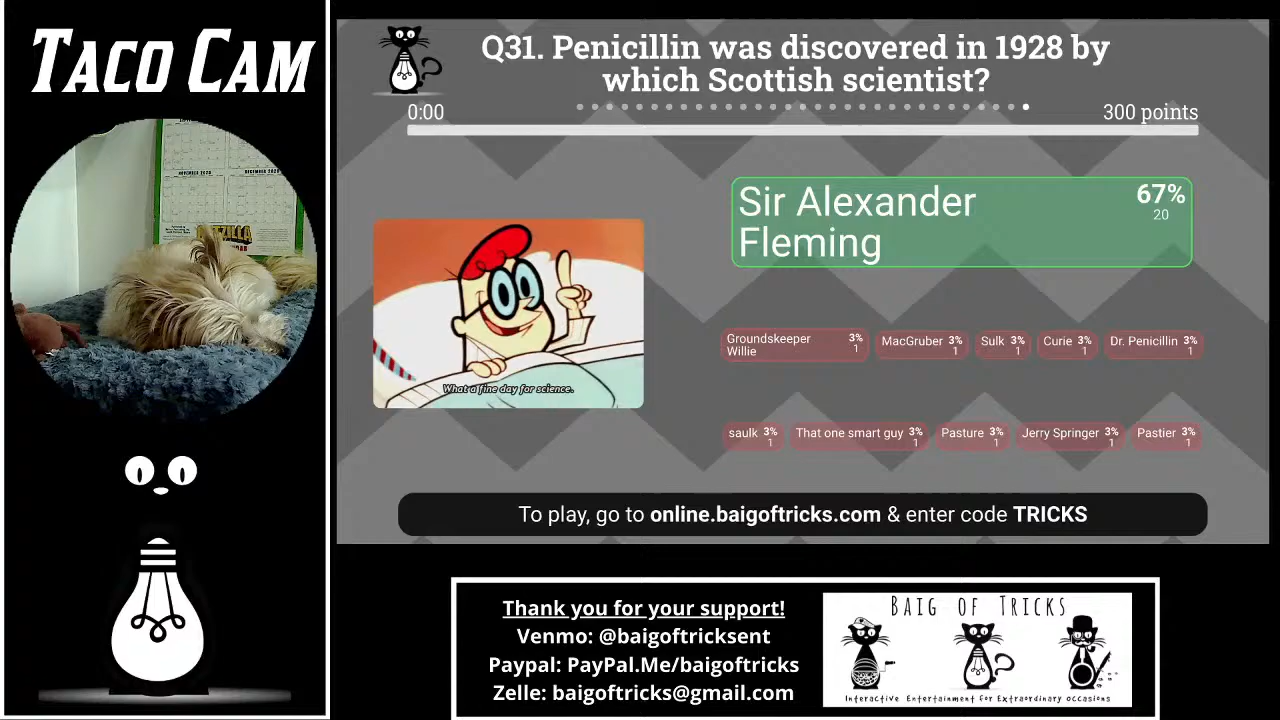 TACO CAM
NOVEMBER 2020
DECEMBER 2020
Q31. Penicillin was discovered in 1928 by
which Scottish scientist?
0:00
300 points
Sir Alexander
Fleming
67%
20
What a fine day for science.
Groundskeeper
Willie
3%
1
MacGruber 3%
1
Sulk 3%
1
Curie 3%
1
Dr. Penicillin 3%
1
saulk 3%
1
That one smart guy 3%
1
Pasture 3%
1
Jerry Springer 3%
1
Pastier 3%
1
To play, go to online.baigoftricks.com & enter code TRICKS
Thank you for your support!
Venmo: @baigoftricksent
Paypal: PayPal.Me/baigoftricks
Zelle: baigoftricks@gmail.com
BAIG OF TRICKS
Interactive Entertainment for Extraordinary occasions